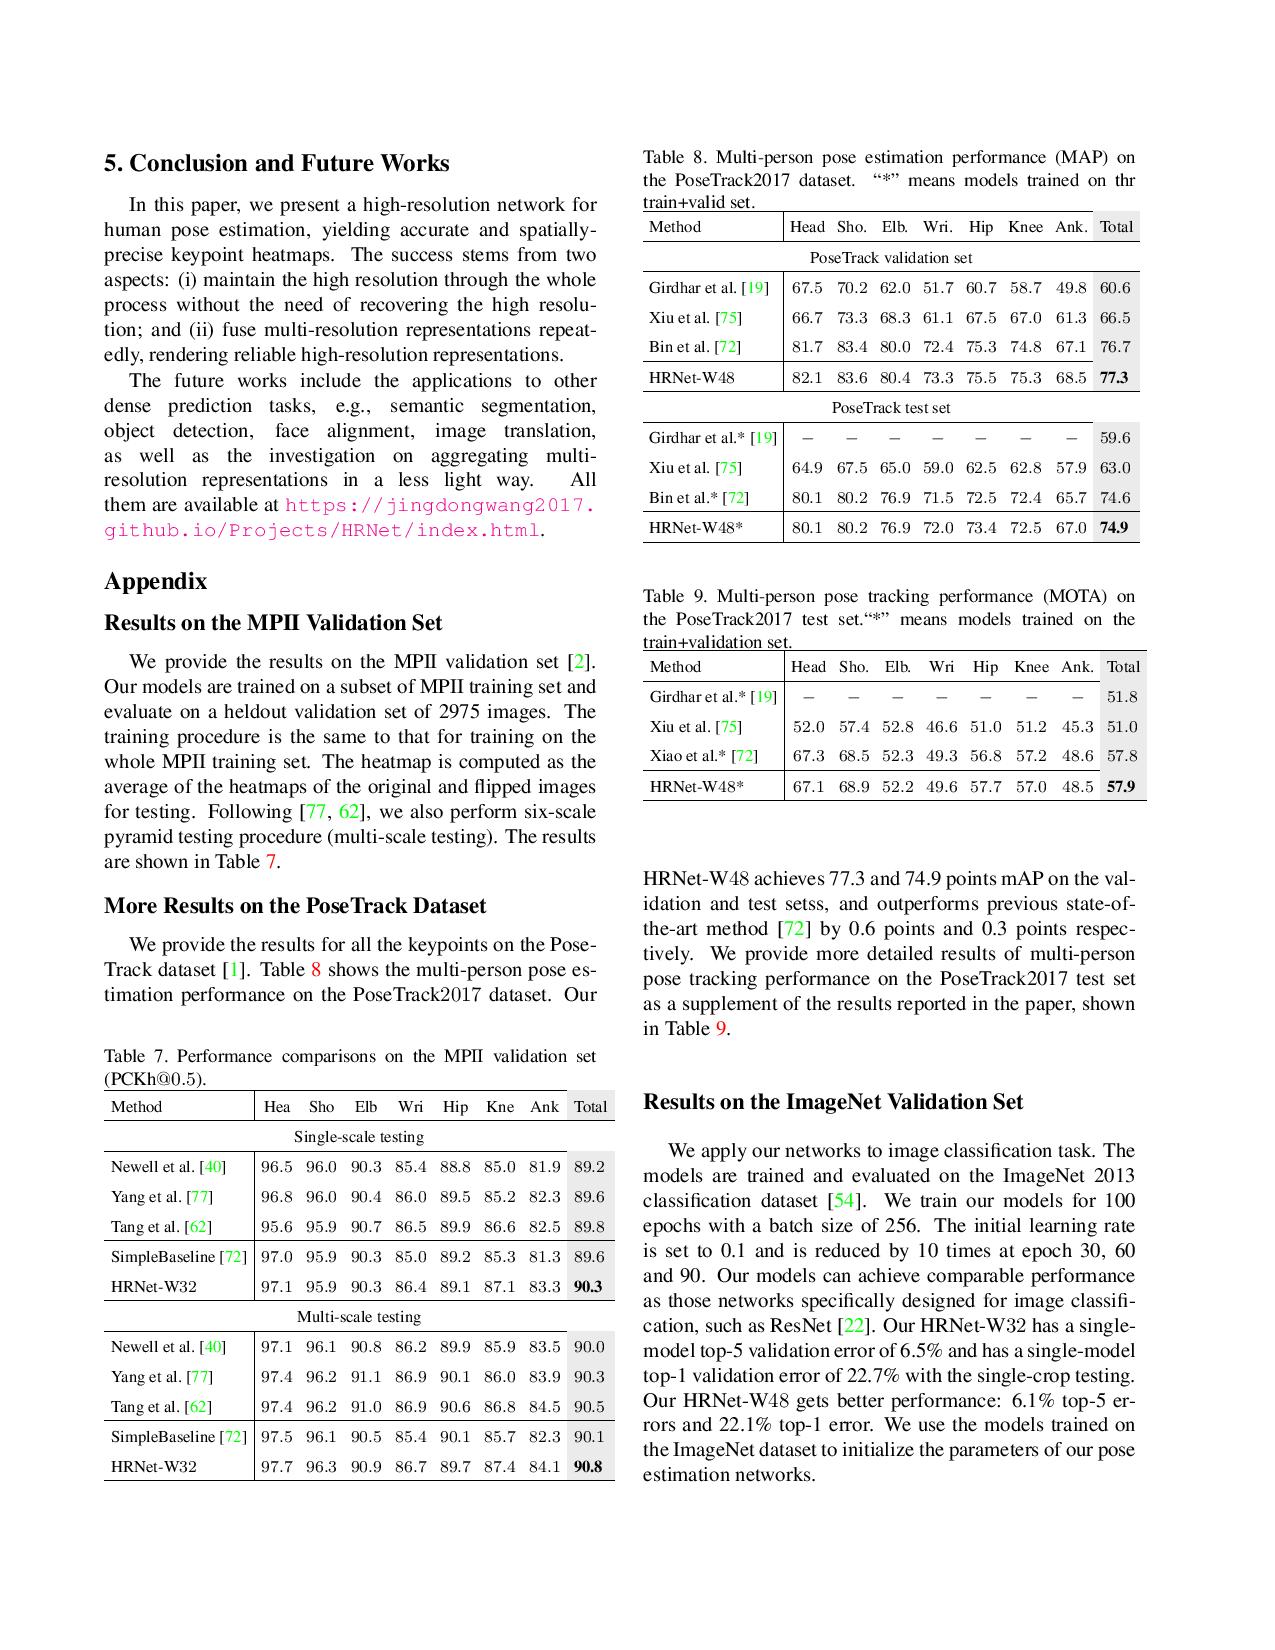 5. Conclusion and Future Works
In this paper, we present a high-resolution network for
human pose estimation, yielding accurate and spatially-
precise keypoint heatmaps. The success stems from two
aspects: (i) maintain the high resolution through the whole
process without the need of recovering the high resolu-
tion; and (ii) fuse multi-resolution representations repeat-
edly, rendering reliable high-resolution representations.
The future works include the applications to other
dense prediction tasks, e.g., semantic segmentation,
object detection, face alignment, image translation,
as well as the investigation on aggregating multi-
resolution representations in a less light way. All
them are available at https://jingdongwang2017.
github.io/Projects/HRNet/index.html.
Appendix
Results on the MPII Validation Set
We provide the results on the MPII validation set [2].
Our models are trained on a subset of MPII training set and
evaluate on a heldout validation set of 2975 images. The
training procedure is the same to that for training on the
whole MPII training set. The heatmap is computed as the
average of the heatmaps of the original and flipped images
for testing. Following [77, 62], we also perform six-scale
pyramid testing procedure (multi-scale testing). The results
are shown in Table 7.
More Results on the PoseTrack Dataset
We provide the results for all the keypoints on the Pose-
Track dataset [1]. Table 8 shows the multi-person pose es-
timation performance on the PoseTrack2017 dataset. Our
Table 7. Performance comparisons on the MPII validation set
(PCKh@0.5).
Method Hea Sho Elb Wri Hip Kne Ank Total
Single-scale testing
Newell et al. [40] 96.5 96.0 90.3 85.4 88.8 85.0 81.9 89.2
Yang et al. [77] 96.8 96.0 90.4 86.0 89.5 85.2 82.3 89.6
Tang et al. [62] 95.6 95.9 90.7 86.5 89.9 86.6 82.5 89.8
SimpleBaseline [72] 97.0 95.9 90.3 85.0 89.2 85.3 81.3 89.6
HRNet-W32 97.1 95.9 90.3 86.4 89.1 87.1 83.3 90.3
Multi-scale testing
Newell et al. [40] 97.1 96.1 90.8 86.2 89.9 85.9 83.5 90.0
Yang et al. [77] 97.4 96.2 91.1 86.9 90.1 86.0 83.9 90.3
Tang et al. [62] 97.4 96.2 91.0 86.9 90.6 86.8 84.5 90.5
SimpleBaseline [72] 97.5 96.1 90.5 85.4 90.1 85.7 82.3 90.1
HRNet-W32 97.7 96.3 90.9 86.7 89.7 87.4 84.1 90.8
Table 8. Multi-person pose estimation performance (MAP) on
the PoseTrack2017 dataset. “*” means models trained on thr
train+valid set.
Method Head Sho. Elb. Wri. Hip Knee Ank. Total
PoseTrack validation set
Girdhar et al. [19] 67.5 70.2 62.0 51.7 60.7 58.7 49.8 60.6
Xiu et al. [75] 66.7 73.3 68.3 61.1 67.5 67.0 61.3 66.5
Bin et al. [72] 81.7 83.4 80.0 72.4 75.3 74.8 67.1 76.7
HRNet-W48 82.1 83.6 80.4 73.3 75.5 75.3 68.5 77.3
PoseTrack test set
Girdhar et al.* [19] − − − − − − − 59.6
Xiu et al. [75] 64.9 67.5 65.0 59.0 62.5 62.8 57.9 63.0
Bin et al.* [72] 80.1 80.2 76.9 71.5 72.5 72.4 65.7 74.6
HRNet-W48* 80.1 80.2 76.9 72.0 73.4 72.5 67.0 74.9
Table 9. Multi-person pose tracking performance (MOTA) on
the PoseTrack2017 test set.“*” means models trained on the
train+validation set.
Method Head Sho. Elb. Wri Hip Knee Ank. Total
Girdhar et al.* [19] − − − − − − − 51.8
Xiu et al. [75] 52.0 57.4 52.8 46.6 51.0 51.2 45.3 51.0
Xiao et al.* [72] 67.3 68.5 52.3 49.3 56.8 57.2 48.6 57.8
HRNet-W48* 67.1 68.9 52.2 49.6 57.7 57.0 48.5 57.9
HRNet-W48 achieves 77.3 and 74.9 points mAP on the val-
idation and test setss, and outperforms previous state-of-
the-art method [72] by 0.6 points and 0.3 points respec-
tively. We provide more detailed results of multi-person
pose tracking performance on the PoseTrack2017 test set
as a supplement of the results reported in the paper, shown
in Table 9.
Results on the ImageNet Validation Set
We apply our networks to image classification task. The
models are trained and evaluated on the ImageNet 2013
classification dataset [54]. We train our models for 100
epochs with a batch size of 256. The initial learning rate
is set to 0.1 and is reduced by 10 times at epoch 30, 60
and 90. Our models can achieve comparable performance
as those networks specifically designed for image classifi-
cation, such as ResNet [22]. Our HRNet-W32 has a single-
model top-5 validation error of 6.5% and has a single-model
top-1 validation error of 22.7% with the single-crop testing.
Our HRNet-W48 gets better performance: 6.1% top-5 er-
rors and 22.1% top-1 error. We use the models trained on
the ImageNet dataset to initialize the parameters of our pose
estimation networks.